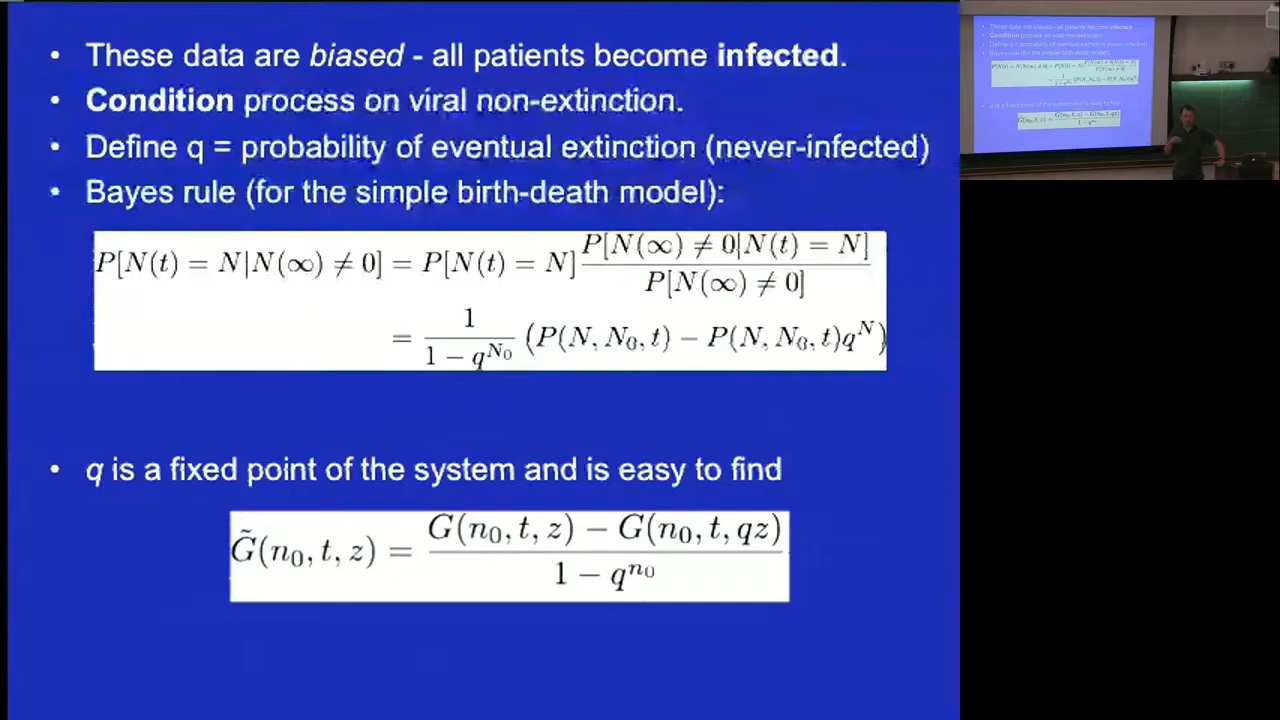 • These data are biased - all patients become infected.
• Condition process on viral non-extinction.
• Define q = probability of eventual extinction (never-infected)
• Bayes rule (for the simple birth-death model):
P[N(t) = N|N(∞) ≠ 0] = P[N(t) = N] P[N(∞) ≠ 0|N(t) = N] / P[N(∞) ≠ 0]
= 1 / (1 − q^{N_0}) (P(N, N_0, t) − P(N, N_0, t)q^N)
• q is a fixed point of the system and is easy to find
G̃(n_0, t, z) = (G(n_0, t, z) − G(n_0, t, qz)) / (1 − q^{n_0})